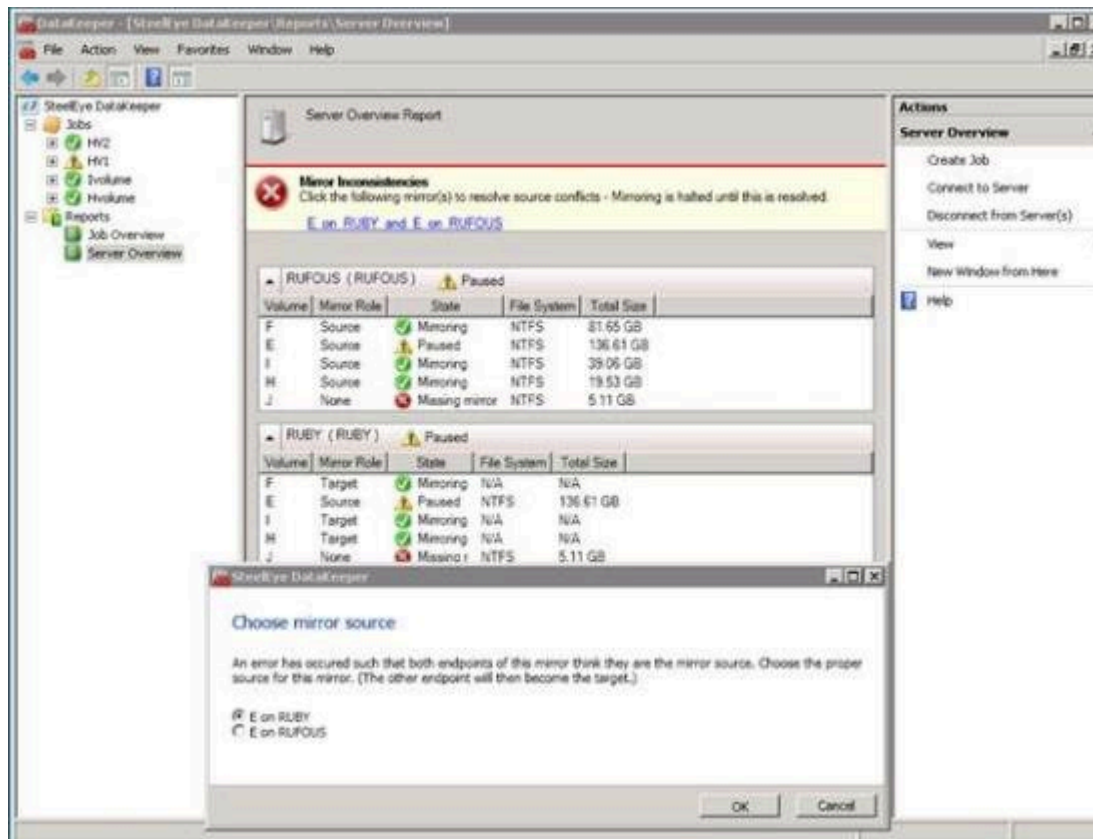 DataKeeper - [SteelEye DataKeeper\Reports\Server Overview]
File Action View Favorites Window Help
SteelEye DataKeeper
Jobs
HV2
HV1
Ivolume
Hvolume
Reports
Job Overview
Server Overview
Server Overview Report
Mirror Inconsistencies
Click the following mirror(s) to resolve source conflicts - Mirroring is halted until this is resolved.
E on RUBY and E on RUFOUS
RUFOUS (RUFOUS) Paused
Volume Mirror Role State File System Total Size
F Source Mirroring NTFS 81.65 GB
E Source Paused NTFS 136.61 GB
I Source Mirroring NTFS 39.06 GB
H Source Mirroring NTFS 19.53 GB
J None Missing mirror NTFS 5.11 GB
RUBY (RUBY) Paused
Volume Mirror Role State File System Total Size
F Target Mirroring N/A N/A
E Source Paused NTFS 136.61 GB
I Target Mirroring N/A N/A
H Target Mirroring N/A N/A
J None Missing r NTFS 5.11 GB
Actions
Server Overview
Create Job
Connect to Server
Disconnect from Server(s)
View
New Window from Here
Help
SteelEye DataKeeper
Choose mirror source
An error has occured such that both endpoints of this mirror think they are the mirror source. Choose the proper
source for this mirror. (The other endpoint will then become the target.)
E on RUBY
E on RUFOUS
OK Cancel